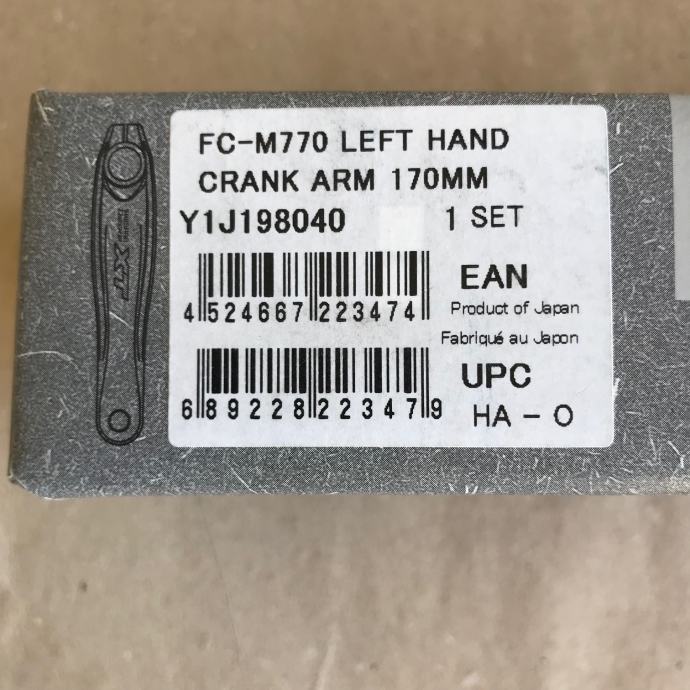 FC-M770 LEFT HAND
CRANK ARM 170MM
Y1J198040 1 SET
EAN
4 524667 223474
Product of Japan
Fabriqué au Japon
UPC
6 89228 22347 9
HA - O
XT